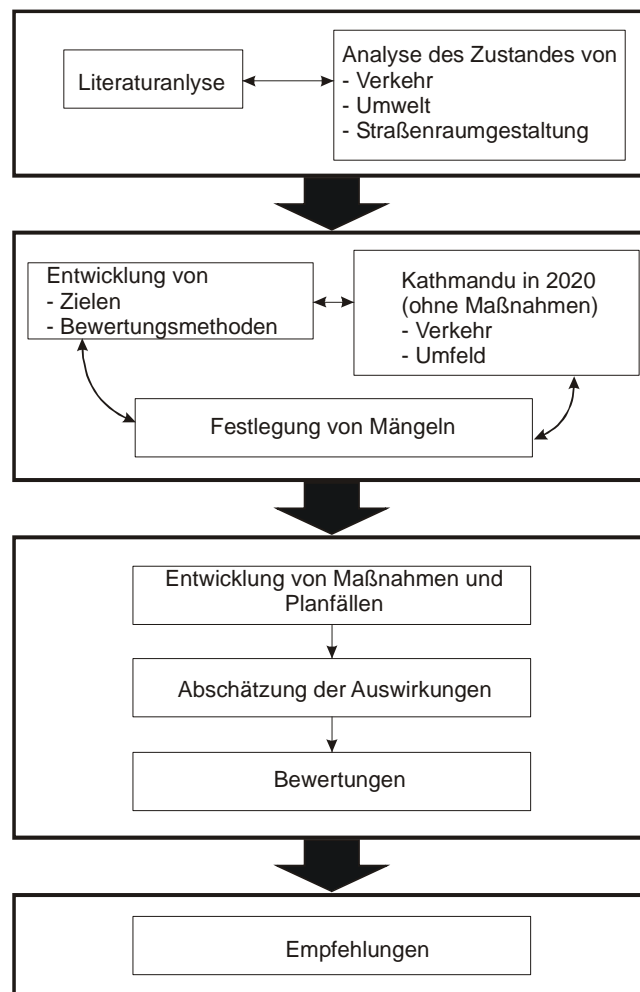 Literaturanlyse
Analyse des Zustandes von
- Verkehr
- Umwelt
- Straßenraumgestaltung
Entwicklung von
- Zielen
- Bewertungsmethoden
Kathmandu in 2020
(ohne Maßnahmen)
- Verkehr
- Umfeld
Festlegung von Mängeln
Entwicklung von Maßnahmen und
Planfällen
Abschätzung der Auswirkungen
Bewertungen
Empfehlungen